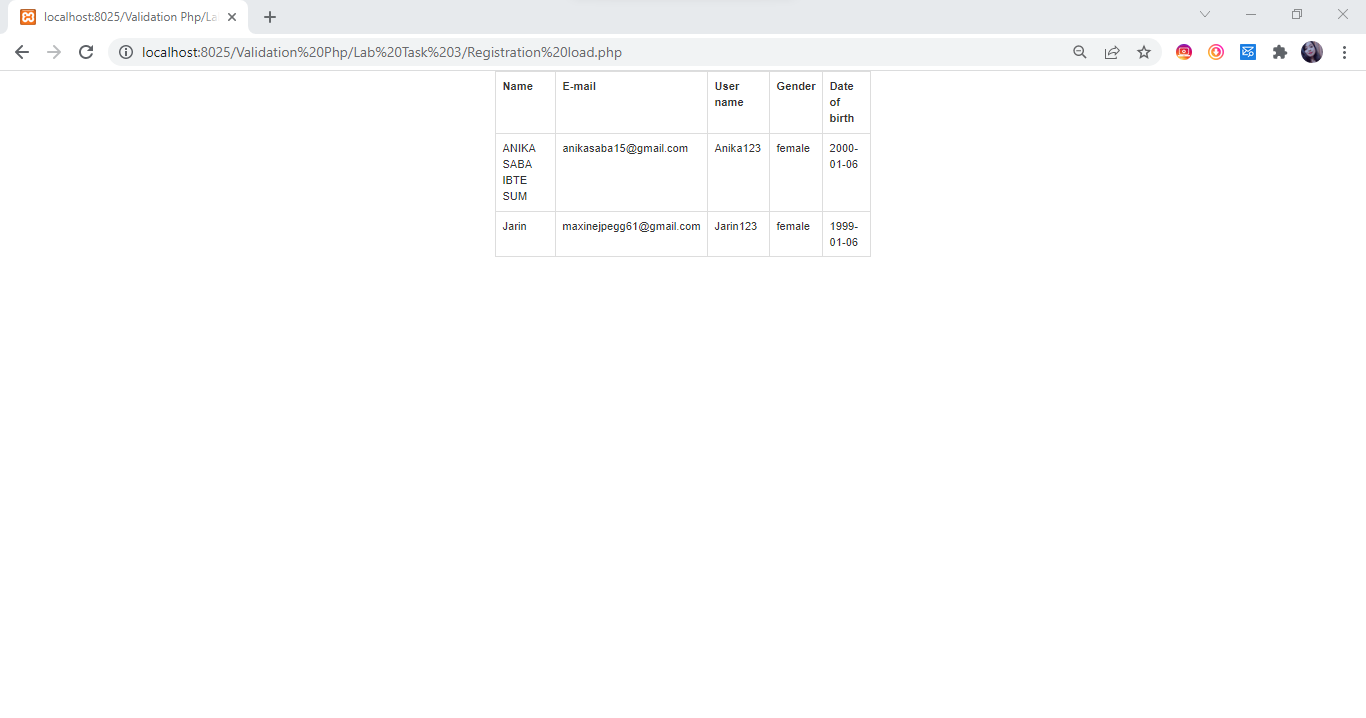 localhost:8025/Validation Php/La
localhost:8025/Validation%20Php/Lab%20Task%203/Registration%20load.php
Name E-mail User name Gender Date of birth
ANIKA SABA IBTE SUM anikasaba15@gmail.com Anika123 female 2000-01-06
Jarin maxinejpegg61@gmail.com Jarin123 female 1999-01-06